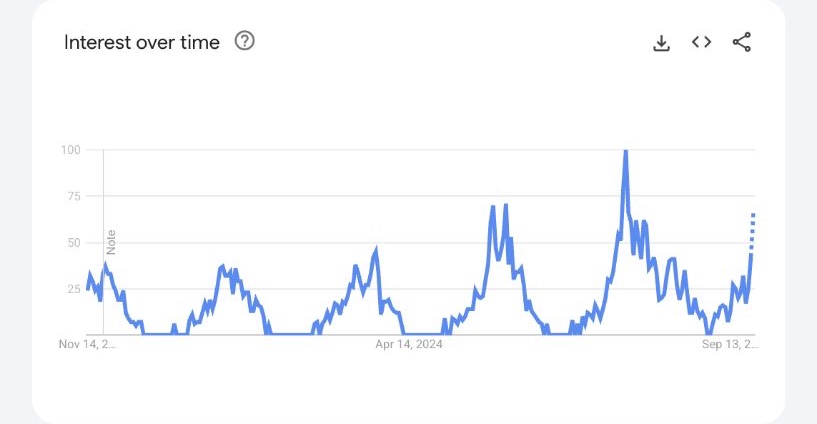 Interest over time
100
75
Note
50
25
Nov 14, 2...
Apr 14, 2024
Sep 13, 2...